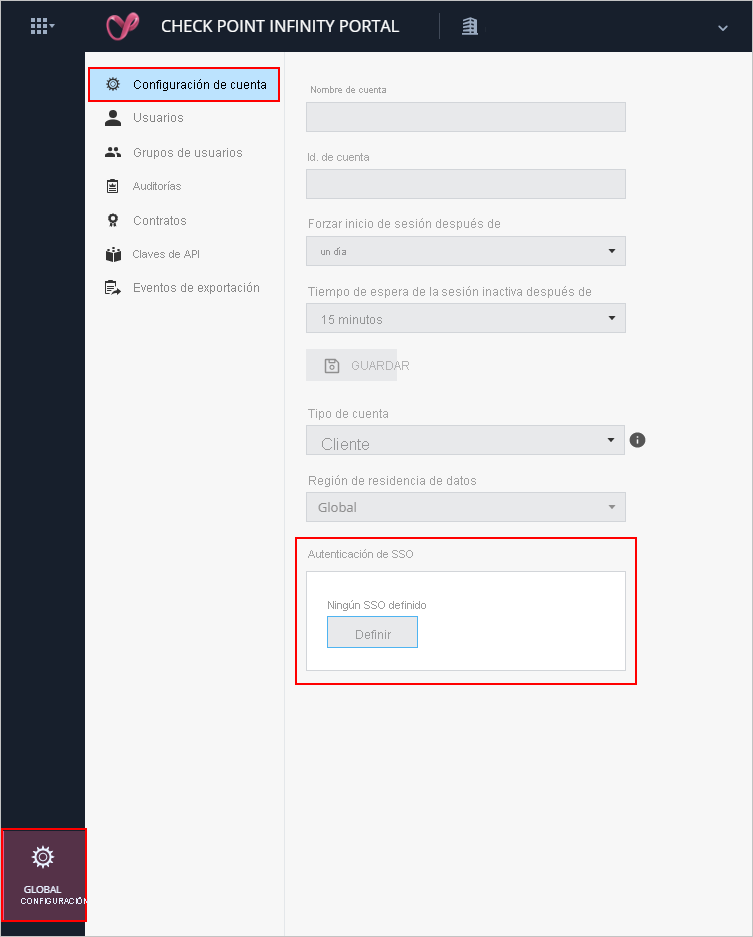 CHECK POINT INFINITY PORTAL
Configuración de cuenta
Usuarios
Grupos de usuarios
Auditorías
Contratos
Claves de API
Eventos de exportación
Nombre de cuenta
Id. de cuenta
Forzar inicio de sesión después de
un día
Tiempo de espera de la sesión inactiva después de
15 minutos
GUARDAR
Tipo de cuenta
Cliente
Región de residencia de datos
Global
Autenticación de SSO
Ningún SSO definido
Definir
GLOBAL
CONFIGURACIÓN